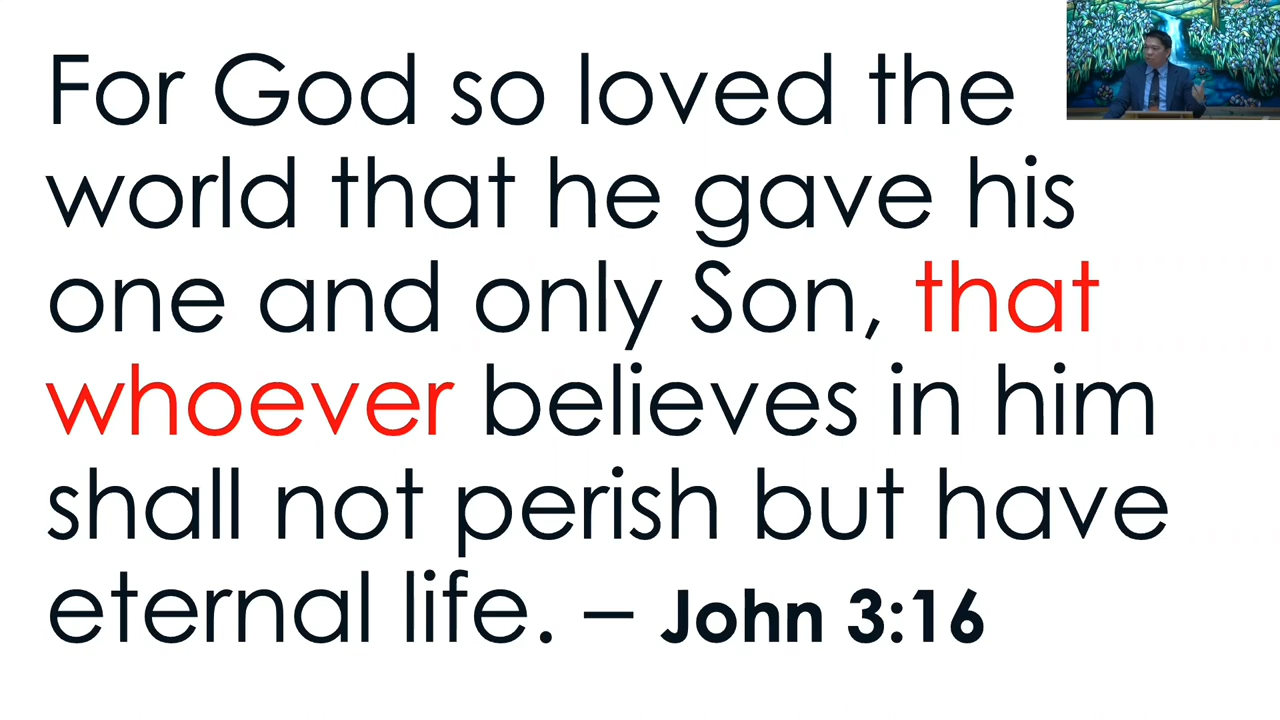 For God so loved the
world that he gave his
one and only Son, that
whoever believes in him
shall not perish but have
eternal life. – John 3:16